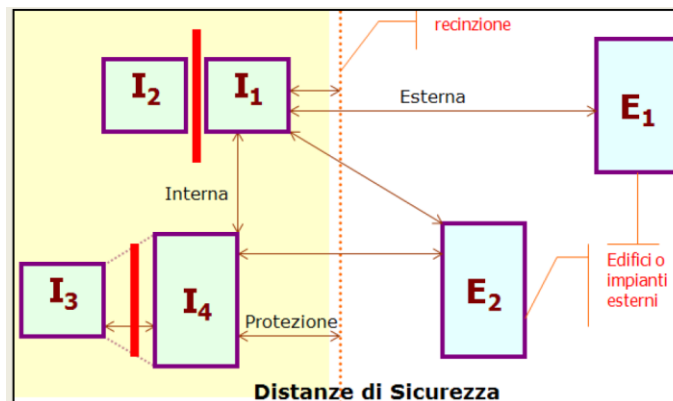 recinzione
I2
I1
Esterna
E1
Interna
I3
I4
E2
Edifici o
impianti
esterni
Protezione
Distanze di Sicurezza